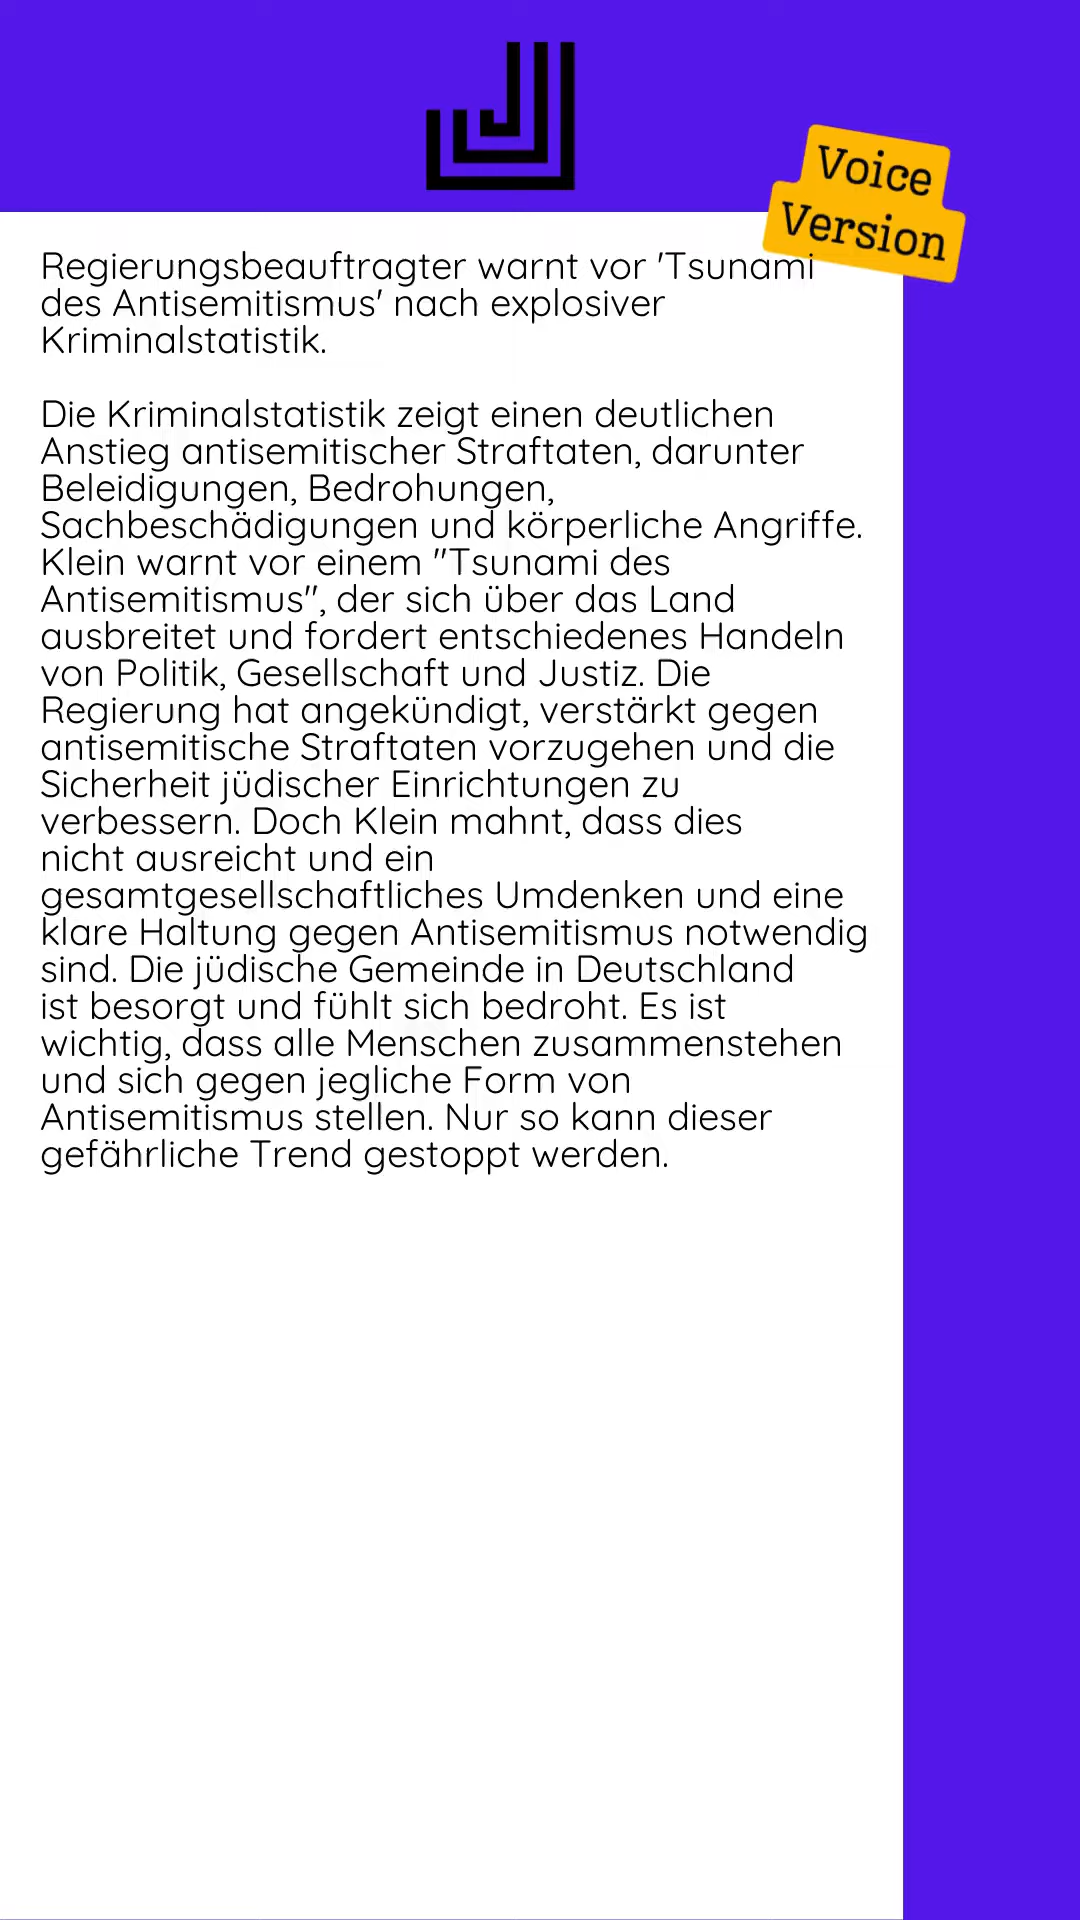 Voice
Version
Regierungsbeauftragter warnt vor 'Tsunami
des Antisemitismus' nach explosiver
Kriminalstatistik.
Die Kriminalstatistik zeigt einen deutlichen
Anstieg antisemitischer Straftaten, darunter
Beleidigungen, Bedrohungen,
Sachbeschädigungen und körperliche Angriffe.
Klein warnt vor einem "Tsunami des
Antisemitismus", der sich über das Land
ausbreitet und fordert entschiedenes Handeln
von Politik, Gesellschaft und Justiz. Die
Regierung hat angekündigt, verstärkt gegen
antisemitische Straftaten vorzugehen und die
Sicherheit jüdischer Einrichtungen zu
verbessern. Doch Klein mahnt, dass dies
nicht ausreicht und ein
gesamtgesellschaftliches Umdenken und eine
klare Haltung gegen Antisemitismus notwendig
sind. Die jüdische Gemeinde in Deutschland
ist besorgt und fühlt sich bedroht. Es ist
wichtig, dass alle Menschen zusammenstehen
und sich gegen jegliche Form von
Antisemitismus stellen. Nur so kann dieser
gefährliche Trend gestoppt werden.